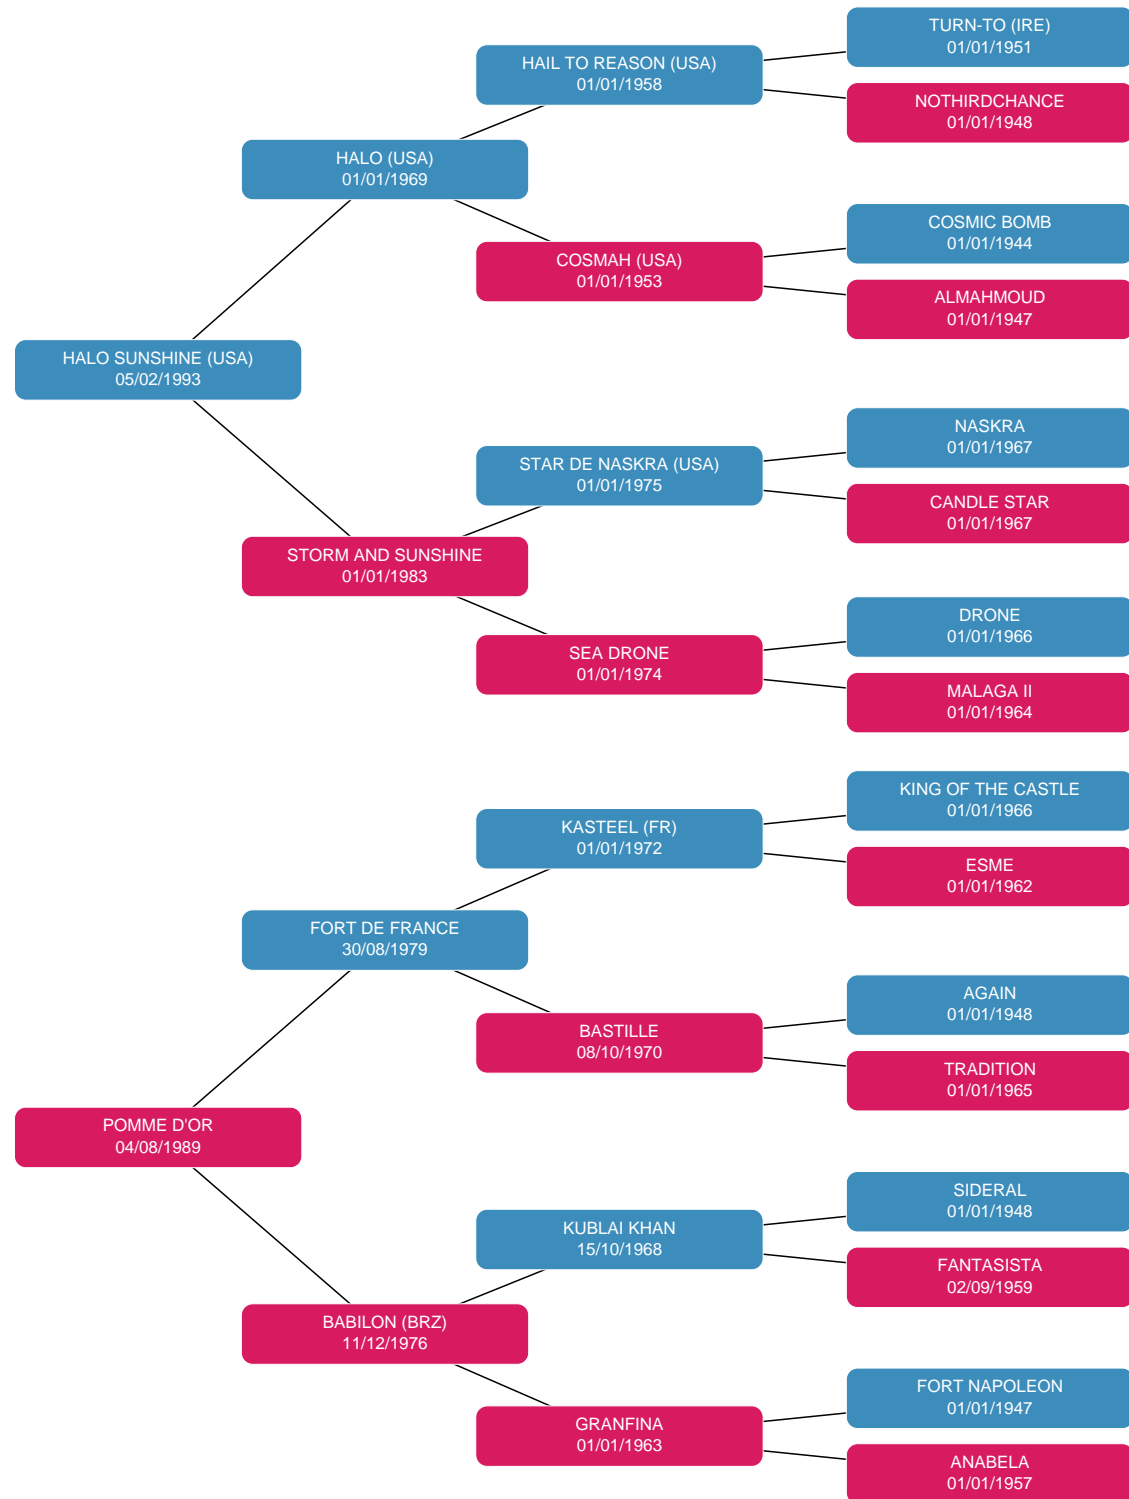 TURN-TO (IRE)
01/01/1951
HAIL TO REASON (USA)
01/01/1958
NOTHIRDCHANCE
01/01/1948
HALO (USA)
01/01/1969
COSMIC BOMB
01/01/1944
COSMAH (USA)
01/01/1953
ALMAHMOUD
01/01/1947
HALO SUNSHINE (USA)
05/02/1993
NASKRA
01/01/1967
STAR DE NASKRA (USA)
01/01/1975
CANDLE STAR
01/01/1967
STORM AND SUNSHINE
01/01/1983
DRONE
01/01/1966
SEA DRONE
01/01/1974
MALAGA II
01/01/1964
KING OF THE CASTLE
01/01/1966
KASTEEL (FR)
01/01/1972
ESME
01/01/1962
FORT DE FRANCE
30/08/1979
AGAIN
01/01/1948
BASTILLE
08/10/1970
TRADITION
01/01/1965
POMME D'OR
04/08/1989
SIDERAL
01/01/1948
KUBLAI KHAN
15/10/1968
FANTASISTA
02/09/1959
BABILON (BRZ)
11/12/1976
FORT NAPOLEON
01/01/1947
GRANFINA
01/01/1963
ANABELA
01/01/1957